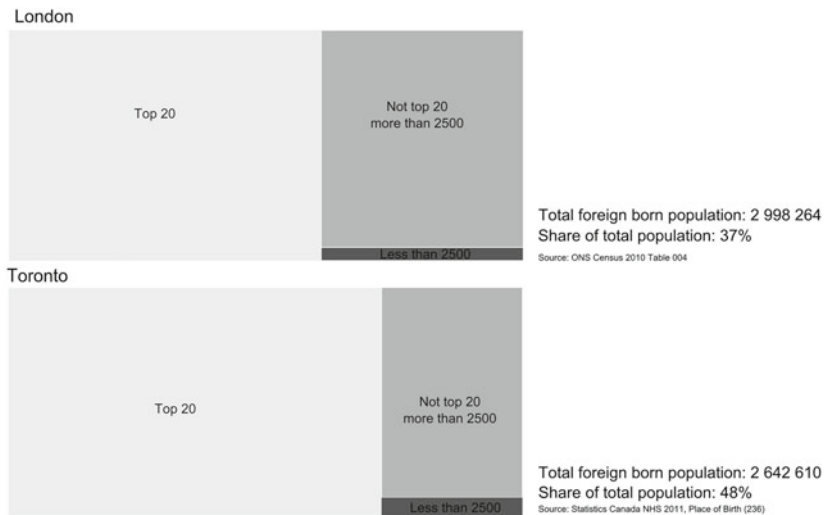 London
Top 20
Not top 20
more than 2500
Less than 2500
Total foreign born population: 2 998 264
Share of total population: 37%
Source: ONS Census 2010 Table 004
Toronto
Top 20
Not top 20
more than 2500
Less than 2500
Total foreign born population: 2 642 610
Share of total population: 48%
Source: Statistics Canada NHS 2011, Place of Birth (236)